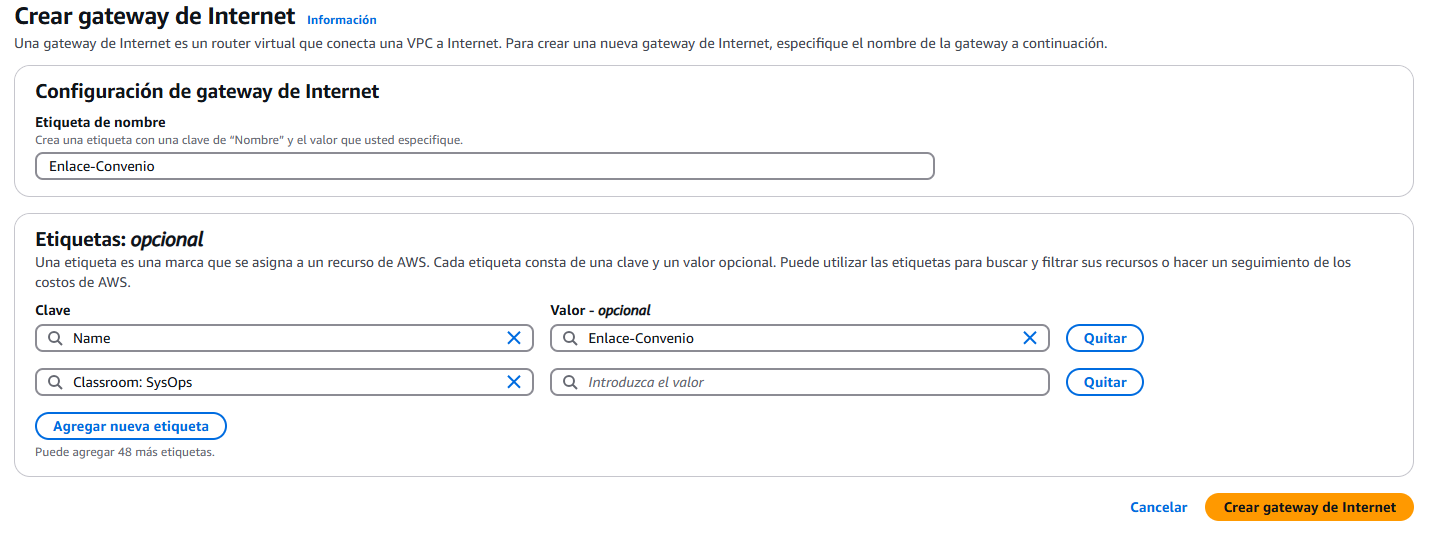 Crear gateway de Internet Información
Una gateway de Internet es un router virtual que conecta una VPC a Internet. Para crear una nueva gateway de Internet, especifique el nombre de la gateway a continuación.
Configuración de gateway de Internet
Etiqueta de nombre
Crea una etiqueta con una clave de “Nombre” y el valor que usted especifique.
Enlace-Convenio
Etiquetas: opcional
Una etiqueta es una marca que se asigna a un recurso de AWS. Cada etiqueta consta de una clave y un valor opcional. Puede utilizar las etiquetas para buscar y filtrar sus recursos o hacer un seguimiento de los
costos de AWS.
Clave Valor - opcional
Name Enlace-Convenio Quitar
Classroom: SysOps Introduzca el valor Quitar
Agregar nueva etiqueta
Puede agregar 48 más etiquetas.
Cancelar Crear gateway de Internet